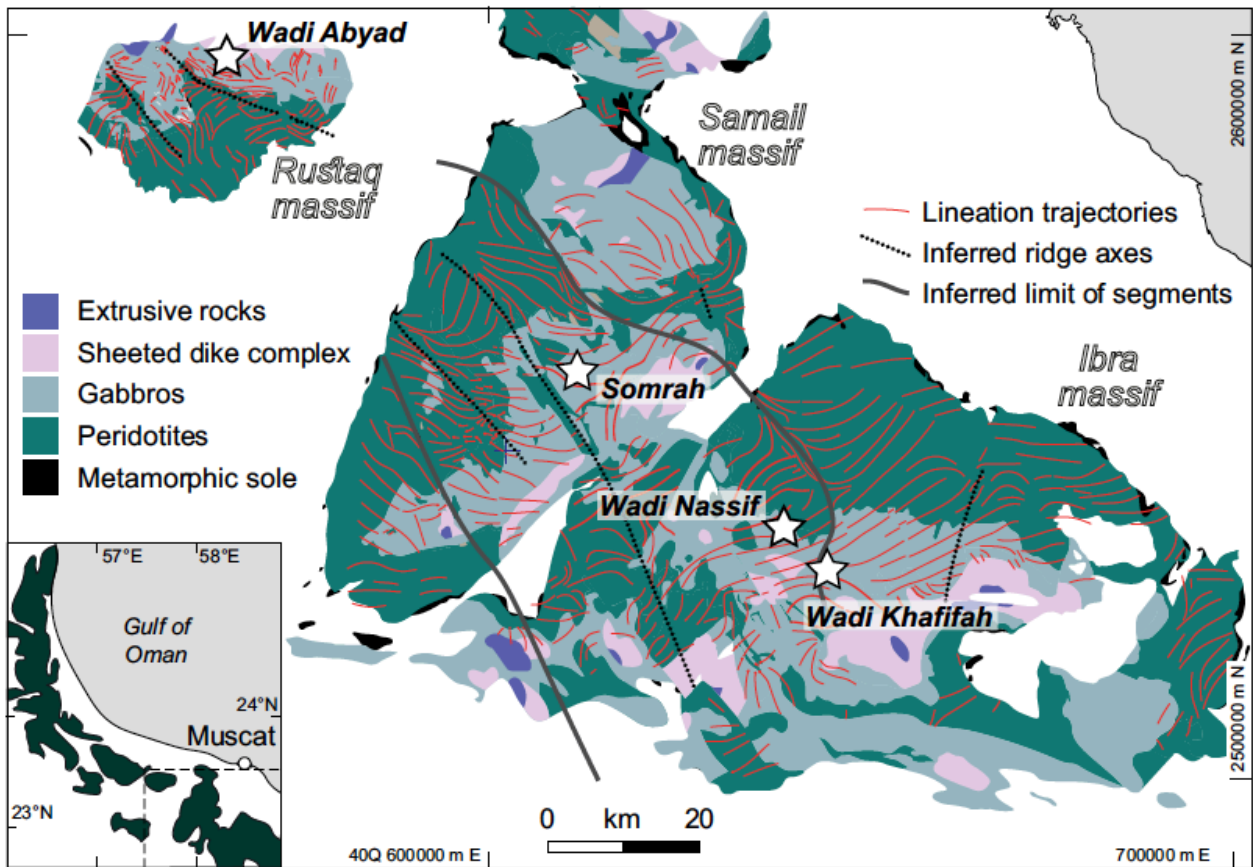 Wadi Abyad
Rustaq
massif
Samail
massif
2600000 m N
Lineation trajectories
Inferred ridge axes
Inferred limit of segments
Extrusive rocks
Sheeted dike complex
Gabbros
Peridotites
Metamorphic sole
Ibra
massif
Somrah
Wadi Nassif
Wadi Khafifah
57°E 58°E
Gulf of
Oman
24°N
Muscat
23°N
2500000 m N
0 km 20
40Q 600000 m E
700000 m E